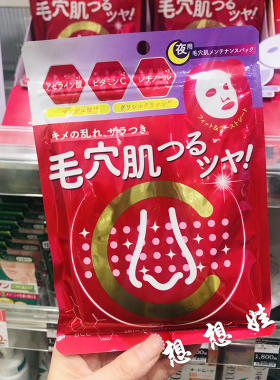 夜用
毛穴肌メンテナンスパック
アゼライン酸
ビタミンC
レチノール
キメの乱れ、ザラつき
毛穴肌つるツヤ!
想想娃
1,800